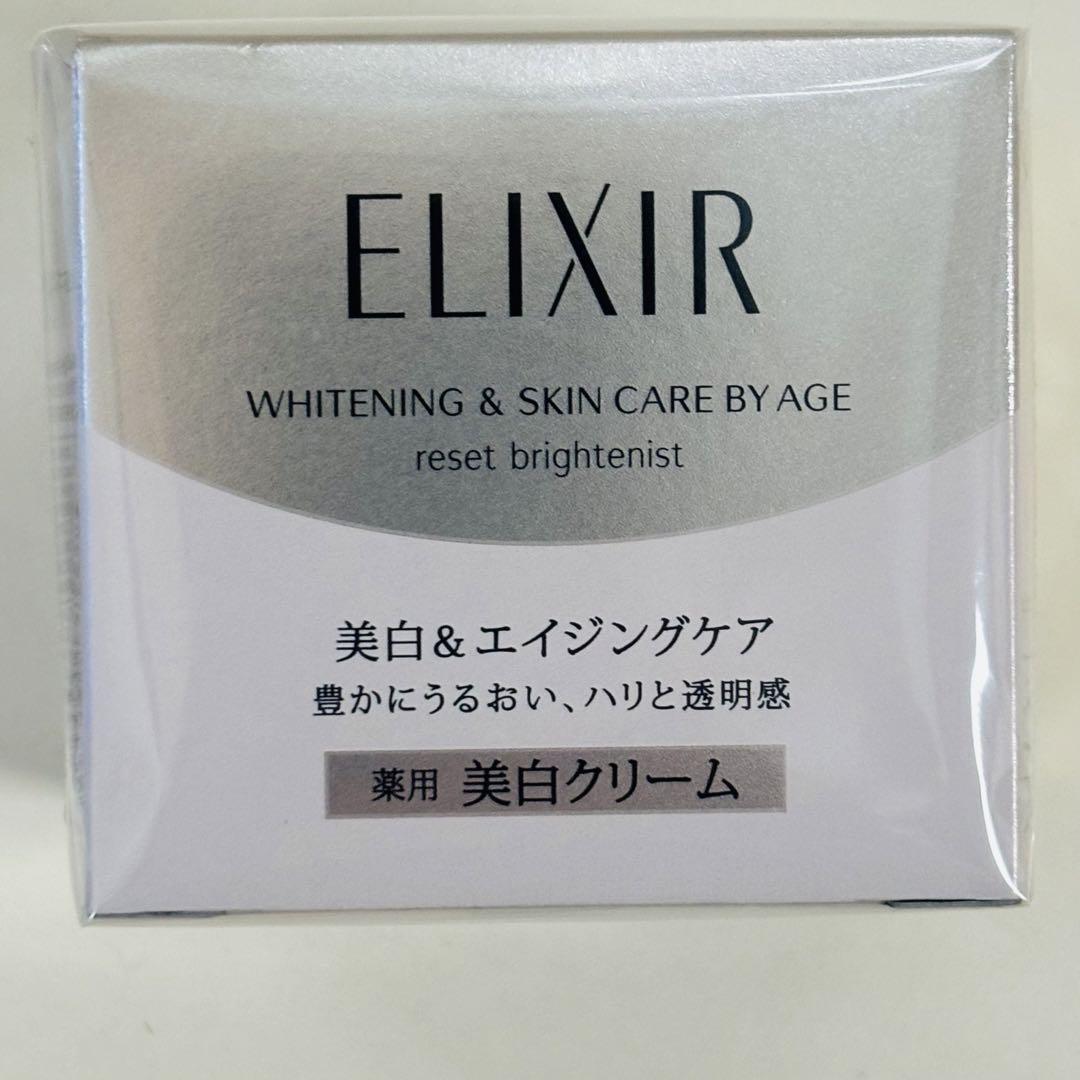 ELIXIR
WHITENING & SKIN CARE BY AGE
reset brightenist
美白&エイジングケア
豊かにうるおい、ハリと透明感
薬用 美白クリーム